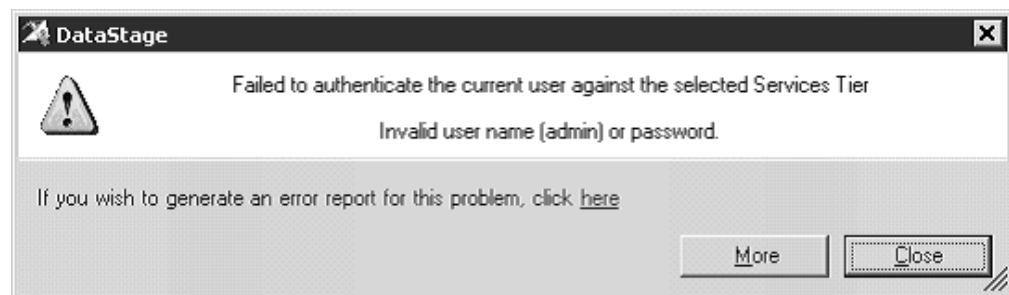 DataStage
Failed to authenticate the current user against the selected Services Tier
Invalid user name (admin) or password.
If you wish to generate an error report for this problem, click here
More
Close